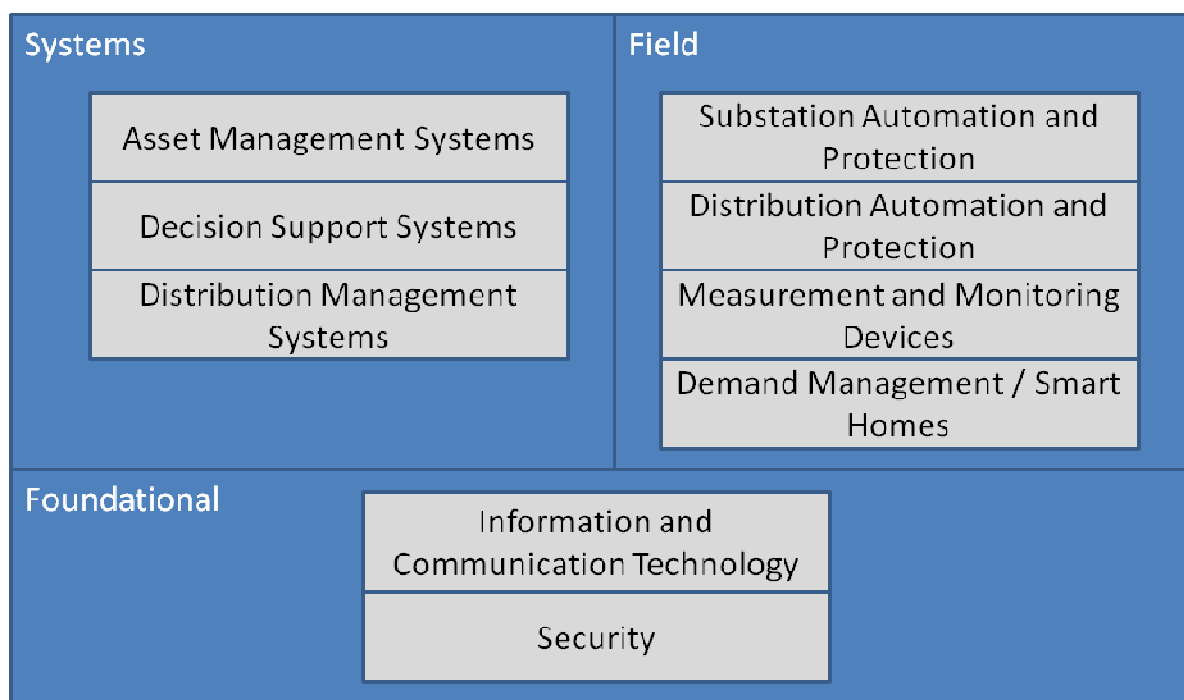 Systems
Asset Management Systems
Decision Support Systems
Distribution Management
Systems
Field
Substation Automation and
Protection
Distribution Automation and
Protection
Measurement and Monitoring
Devices
Demand Management / Smart
Homes
Foundational
Information and
Communication Technology
Security